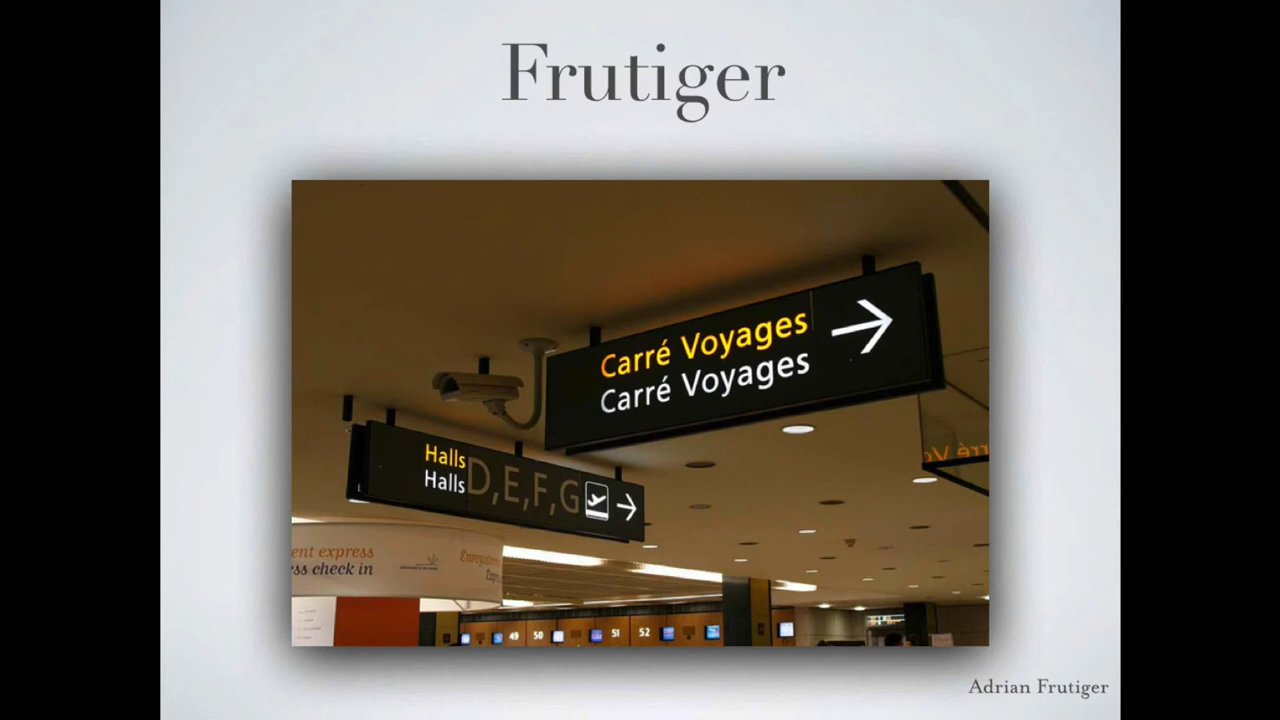 Frutiger
Carré Voyages
Carré Voyages
Halls
Halls
D,E,F,G
ent express
ss check in
49 50 51 52
Adrian Frutiger